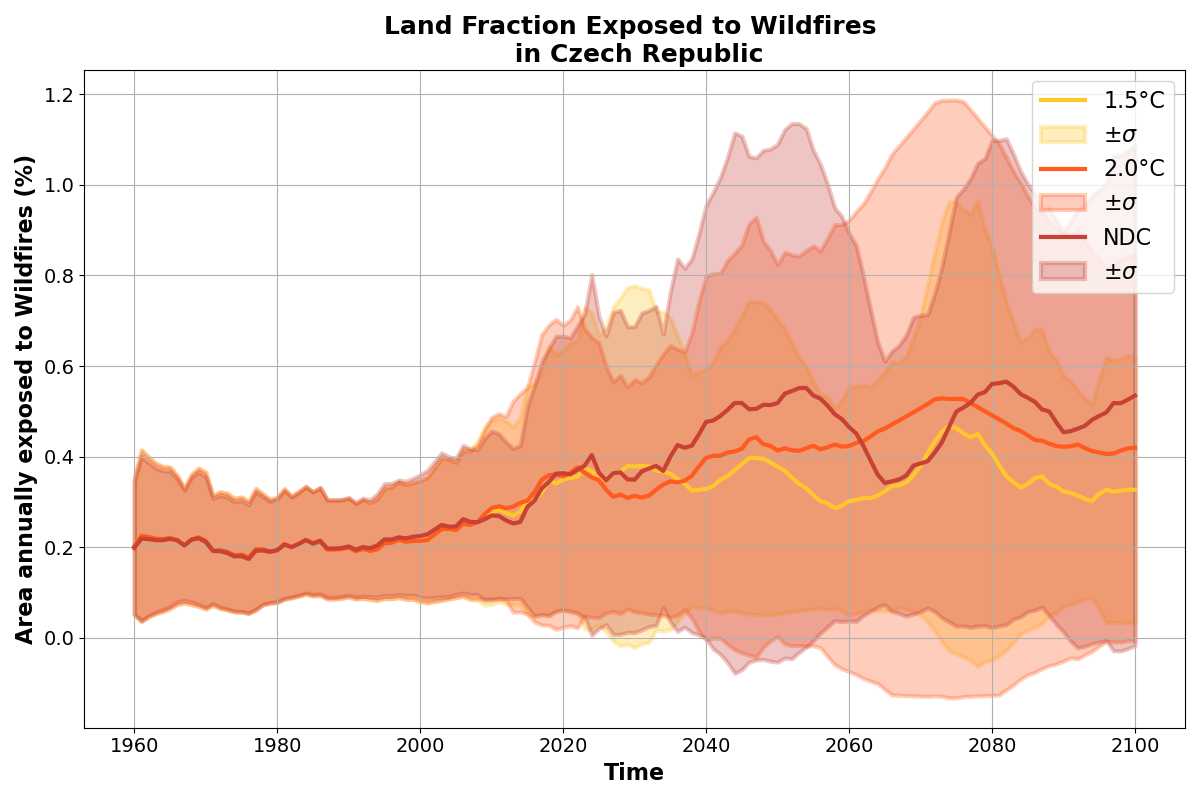 Land Fraction Exposed to Wildfires
in Czech Republic
Area annually exposed to Wildfires (%)
1.2
1.0
0.8
0.6
0.4
0.2
0.0
1.5°C
±σ
2.0°C
±σ
NDC
±σ
1960
1980
2000
2020
2040
2060
2080
2100
Time